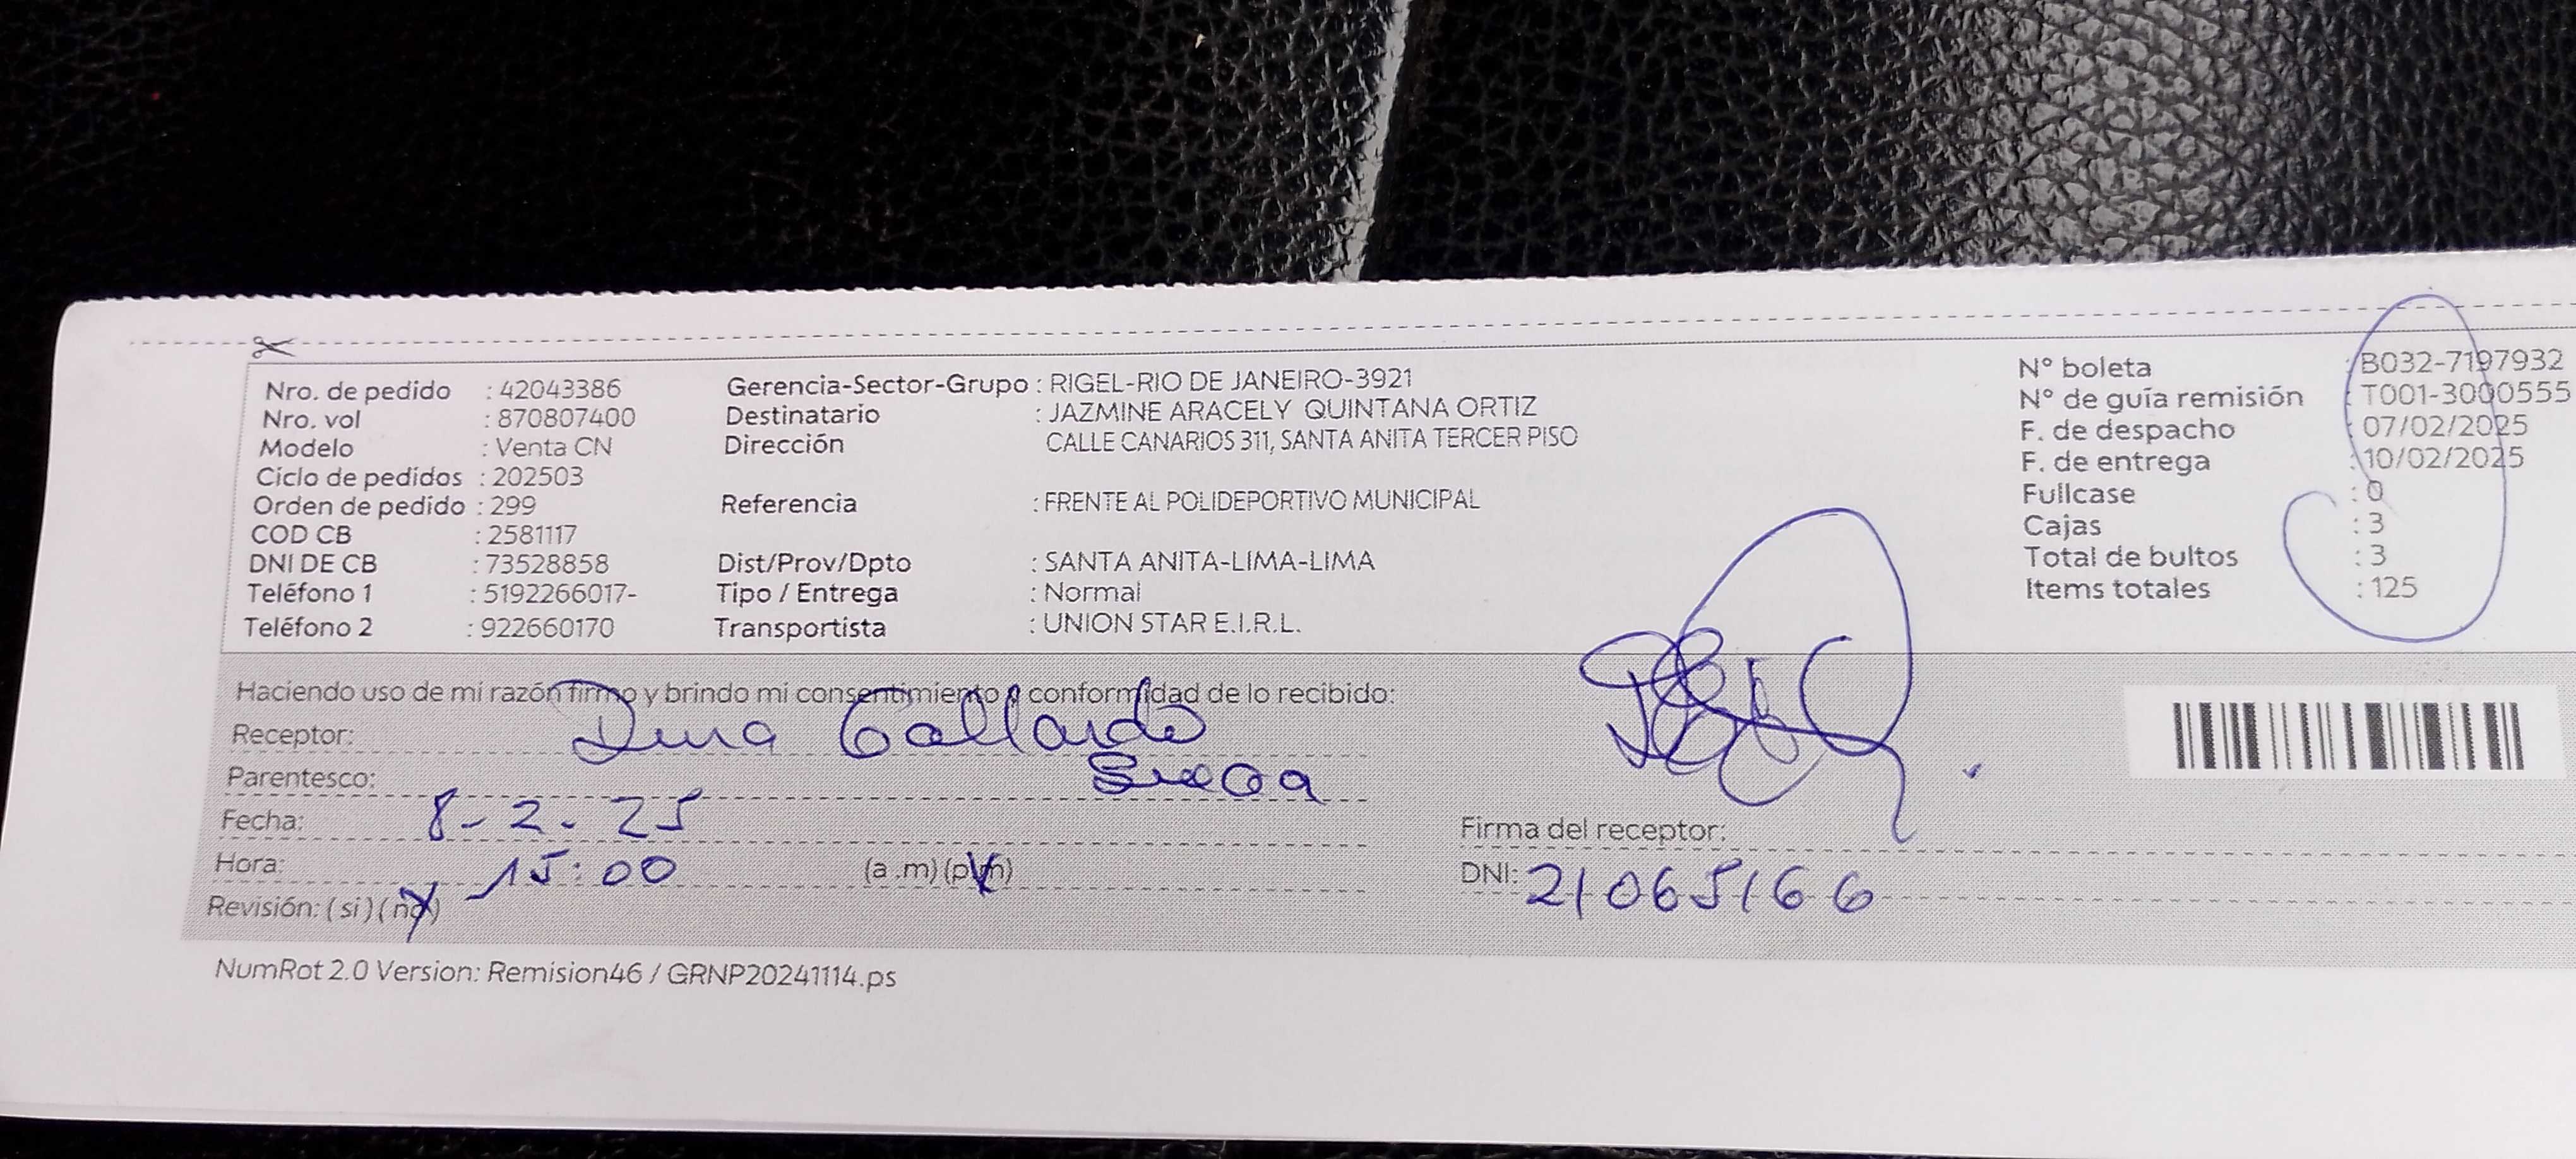 Nro. de pedido : 42043386
Nro. vol : 870807400
Modelo : Venta CN
Ciclo de pedidos : 202503
Orden de pedido : 299
COD CB : 2581117
DNI DE CB : 73528858
Teléfono 1 : 5192266017-
Teléfono 2 : 922660170
Gerencia-Sector-Grupo : RIGEL-RIO DE JANEIRO-3921
Destinatario : JAZMINE ARACELY QUINTANA ORTIZ
Dirección CALLE CANARIOS 311, SANTA ANITA TERCER PISO
Referencia : FRENTE AL POLIDEPORTIVO MUNICIPAL
Dist/Prov/Dpto : SANTA ANITA-LIMA-LIMA
Tipo / Entrega : Normal
Transportista : UNION STAR E.I.R.L.
N° boleta : B032-7197932
N° de guía remisión : T001-3000555
F. de despacho : 07/02/2025
F. de entrega : 10/02/2025
Fullcase : 0
Cajas : 3
Total de bultos : 3
Items totales : 125
Haciendo uso de mi razón firmo y brindo mi consentimiento y conformidad de lo recibido:
Receptor: Gallardo
Parentesco: Suegra
Fecha: 8-2-25
Hora: 15:00 (a .m) (p.m)
Revisión: ( si ) ( no )
Firma del receptor:
DNI: 21065166
NumRot 2.0 Version: Remision46 / GRNP20241114.ps